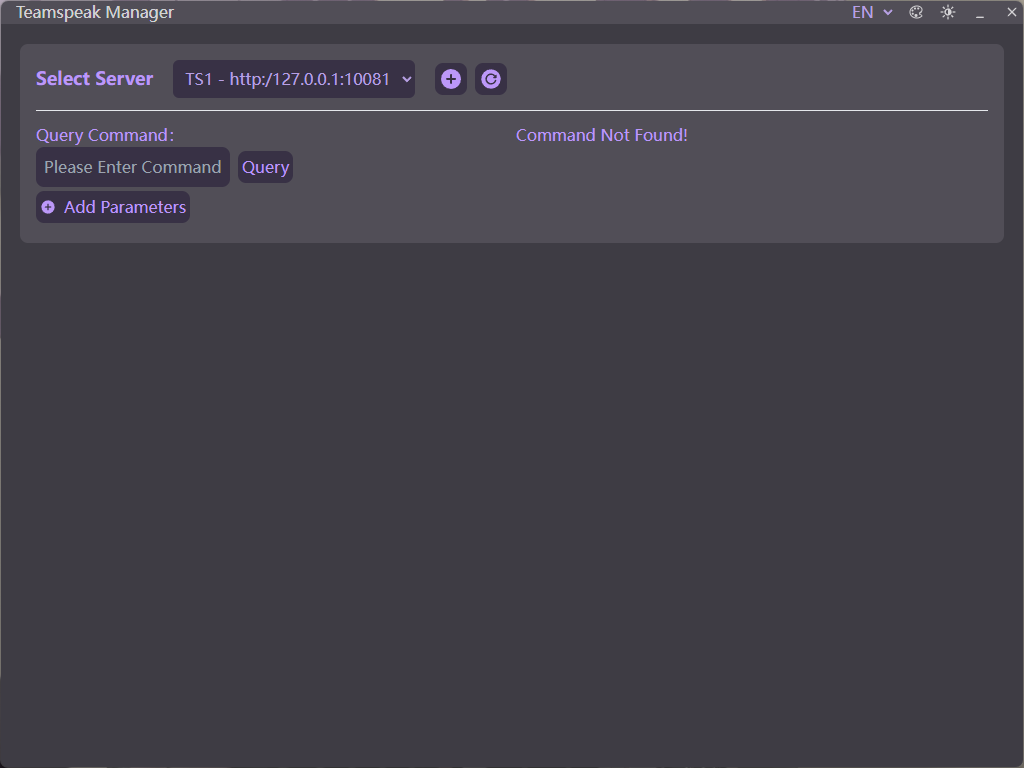 Teamspeak Manager
EN
Select Server
TS1 - http:/127.0.0.1:10081
Query Command:
Command Not Found!
Please Enter Command
Query
Add Parameters